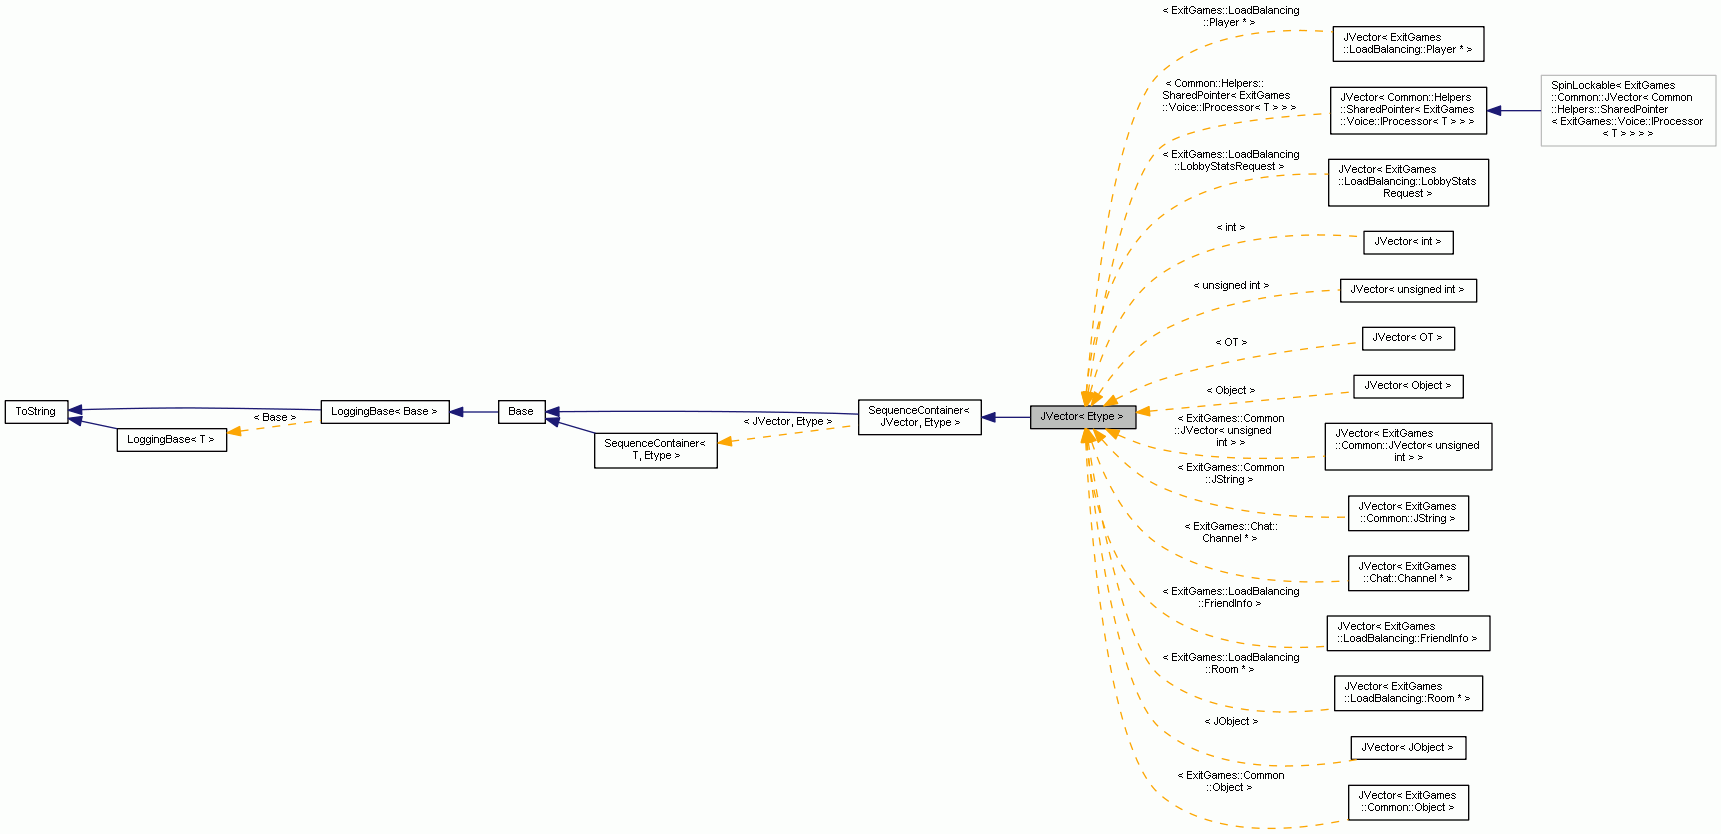 ToString
LoggingBase< Base >
< Base >
LoggingBase< T >
Base
SequenceContainer<
T, Etype >
< JVector, Etype >
SequenceContainer<
JVector, Etype >
JVector< Etype >
< ExitGames::LoadBalancing
::Player * >
JVector< ExitGames
::LoadBalancing::Player * >
< Common::Helpers::
SharedPointer< ExitGames
::Voice::IProcessor< T > > >
JVector< Common::Helpers
::SharedPointer< ExitGames
::Voice::IProcessor< T > > >
SpinLockable< ExitGames
::Common::JVector< Common
::Helpers::SharedPointer
< ExitGames::Voice::IProcessor
< T > > > >
< ExitGames::LoadBalancing
::LobbyStatsRequest >
JVector< ExitGames
::LoadBalancing::LobbyStats
Request >
< int >
JVector< int >
< unsigned int >
JVector< unsigned int >
< OT >
JVector< OT >
< Object >
JVector< Object >
< ExitGames::Common
::JVector< unsigned
int > >
JVector< ExitGames
::Common::JVector< unsigned
int > >
< ExitGames::Common
::JString >
JVector< ExitGames
::Common::JString >
< ExitGames::Chat::
Channel * >
JVector< ExitGames
::Chat::Channel * >
< ExitGames::LoadBalancing
::FriendInfo >
JVector< ExitGames
::LoadBalancing::FriendInfo >
< ExitGames::LoadBalancing
::Room * >
JVector< ExitGames
::LoadBalancing::Room * >
< JObject >
JVector< JObject >
< ExitGames::Common
::Object >
JVector< ExitGames
::Common::Object >